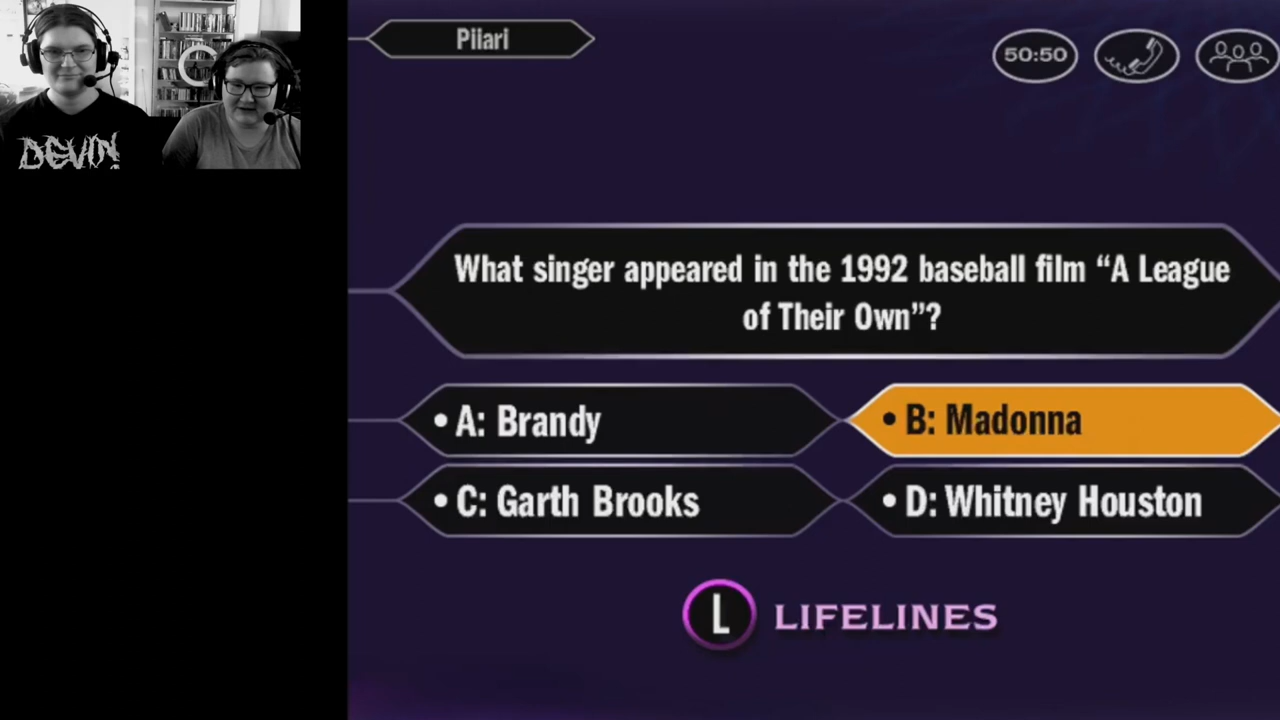 Pilari
50:50
What singer appeared in the 1992 baseball film “A League
of Their Own”?
• A: Brandy
• B: Madonna
• C: Garth Brooks
• D: Whitney Houston
L LIFELINES
DEVIN